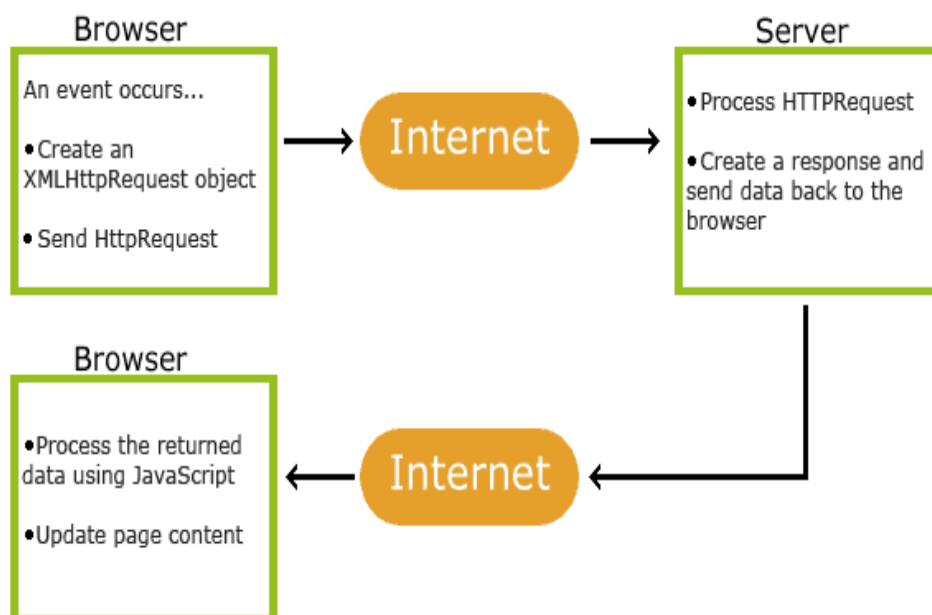 Browser
An event occurs...
•Create an
XMLHttpRequest object
• Send HttpRequest
Internet
Server
•Process HTTPRequest
•Create a response and
send data back to the
browser
Browser
•Process the returned
data using JavaScript
•Update page content
Internet